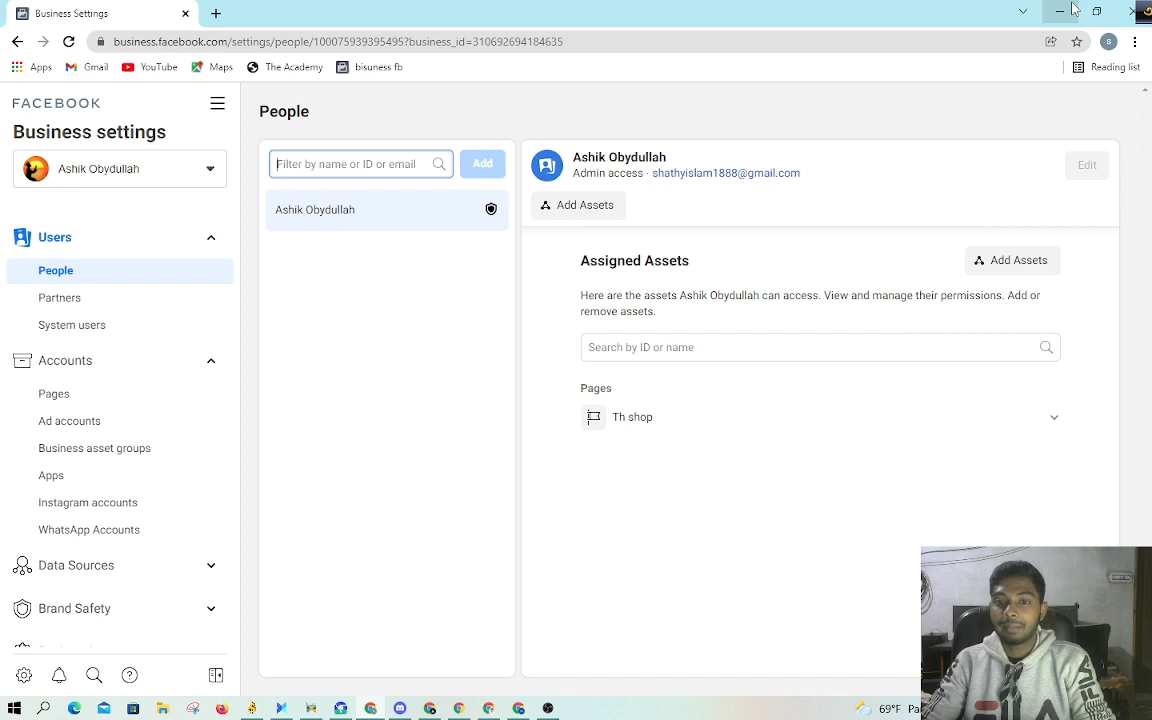 Business Settings
business.facebook.com/settings/people/100075939395495?business_id=310692694184635
S
Apps
Gmail
YouTube
Maps
The Academy
bisuness fb
Reading list
FACEBOOK
Business settings
Ashik Obydullah
Users
People
Partners
System users
Accounts
Pages
Ad accounts
Business asset groups
Apps
Instagram accounts
WhatsApp Accounts
Data Sources
Brand Safety
People
Filter by name or ID or email
Add
Ashik Obydullah
Ashik Obydullah
Admin access · shathyislam1888@gmail.com
Edit
Add Assets
Assigned Assets
Add Assets
Here are the assets Ashik Obydullah can access. View and manage their permissions. Add or
remove assets.
Search by ID or name
Pages
Th shop
69°F
FILA